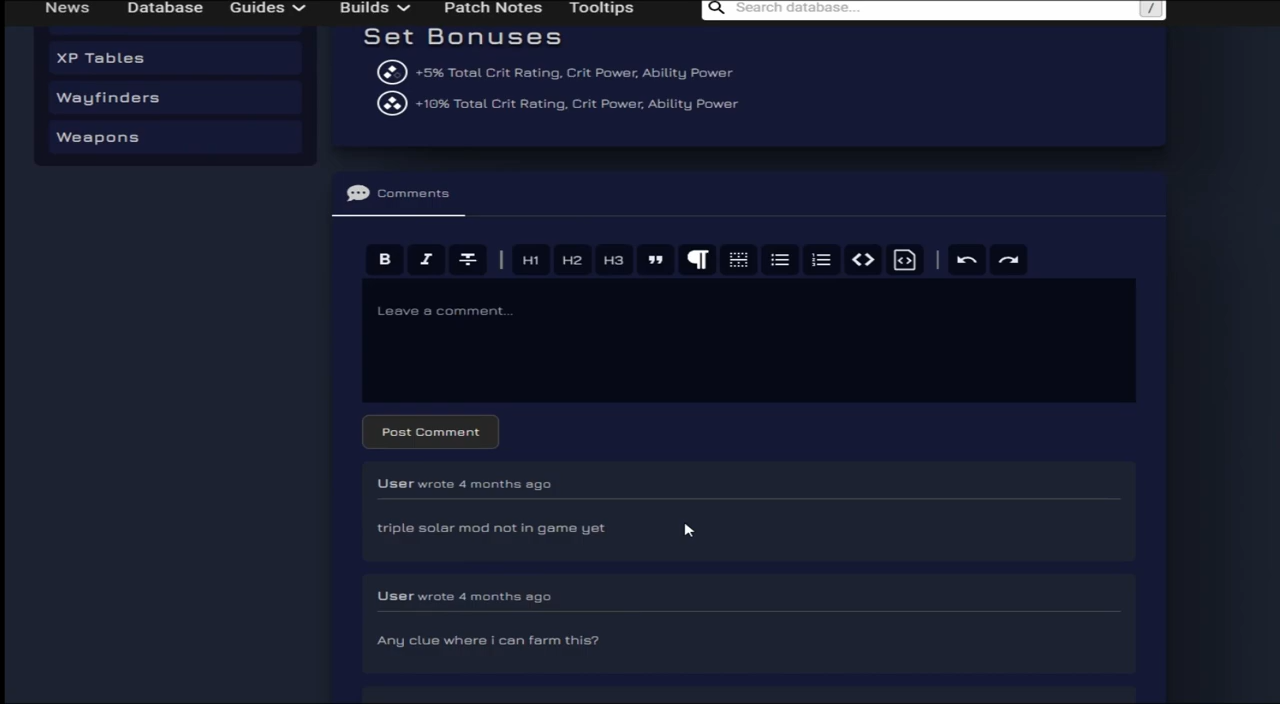 News Database Guides Builds Patch Notes Tooltips Search database... /
Set Bonuses
XP Tables
+5% Total Crit Rating, Crit Power, Ability Power
Wayfinders
+10% Total Crit Rating, Crit Power, Ability Power
Weapons
Comments
B I T | H1 H2 H3 |
Leave a comment...
Post Comment
User wrote 4 months ago
triple solar mod not in game yet
User wrote 4 months ago
Any clue where i can farm this?